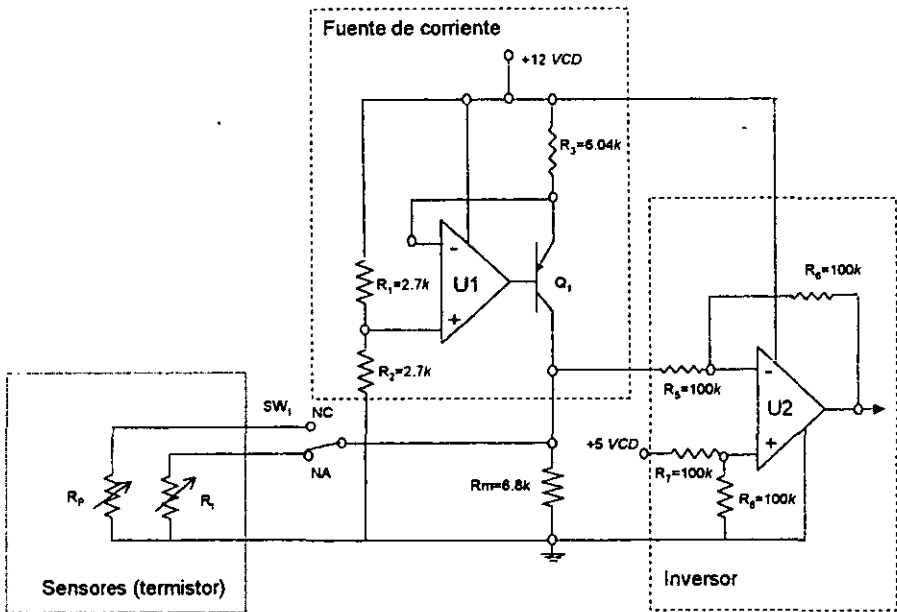 Fuente de corriente
+12 VCD
R3=6.04k
R6=100k
R1=2.7k
-
U1
+
Q1
R2=2.7k
R5=100k
-
U2
+
SW1
NC
+5 VCD
R7=100k
NA
Rm=6.8k
R8=100k
RP
RT
Sensores (termistor)
Inversor